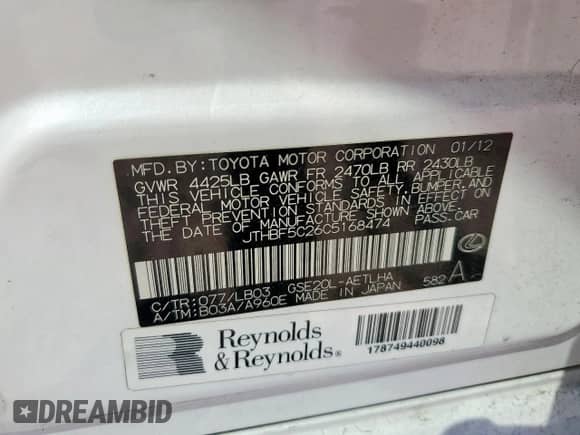 MFD. BY: TOYOTA MOTOR CORPORATION 01/12
GVWR 4425LB GAWR FR 2470LB RR 2430LB
THIS VEHICLE CONFORMS TO ALL APPLICABLE
FEDERAL MOTOR VEHICLE SAFETY, BUMPER, AND
THEFT PREVENTION STANDARDS IN EFFECT ON
THE DATE OF MANUFACTURE SHOWN ABOVE.
JTHBF5C26C5168474 PASS. CAR
C/TR: 077/LB03 GSE20L-AETLHA
A/TM: B03A/A960E MADE IN JAPAN 582 A
Reynolds
& Reynolds®
178749440098
DREAMBID